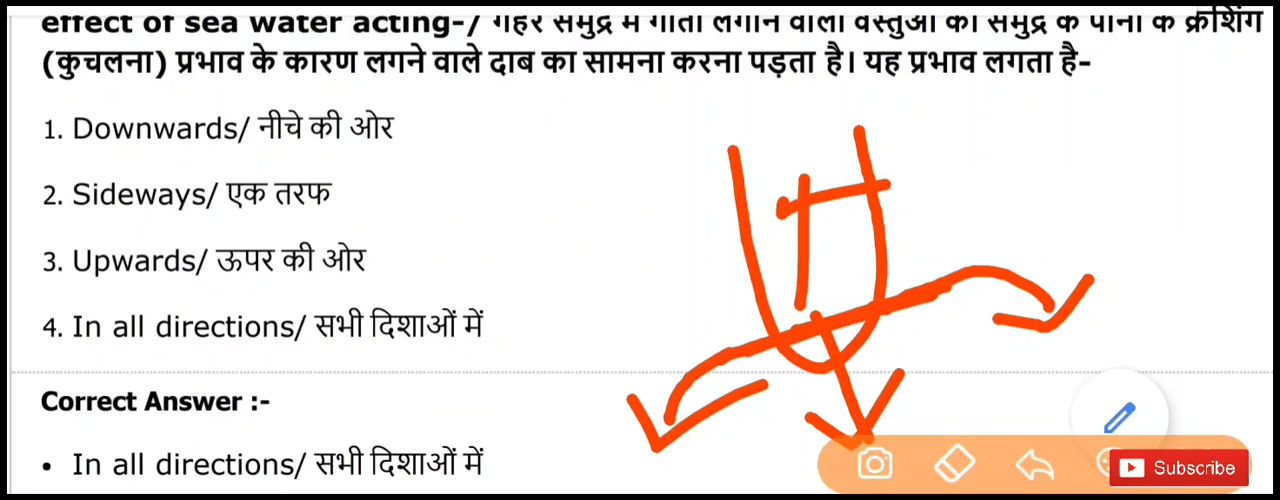 effect of sea water acting-/ गहरे समुद्र में गोता लगाने वाली वस्तुओं को समुद्र के पानी के क्रशिंग
(कुचलना) प्रभाव के कारण लगने वाले दाब का सामना करना पड़ता है। यह प्रभाव लगता है-
1. Downwards/ नीचे की ओर
2. Sideways/ एक तरफ
3. Upwards/ ऊपर की ओर
4. In all directions/ सभी दिशाओं में
Correct Answer :-
• In all directions/ सभी दिशाओं में
Subscribe